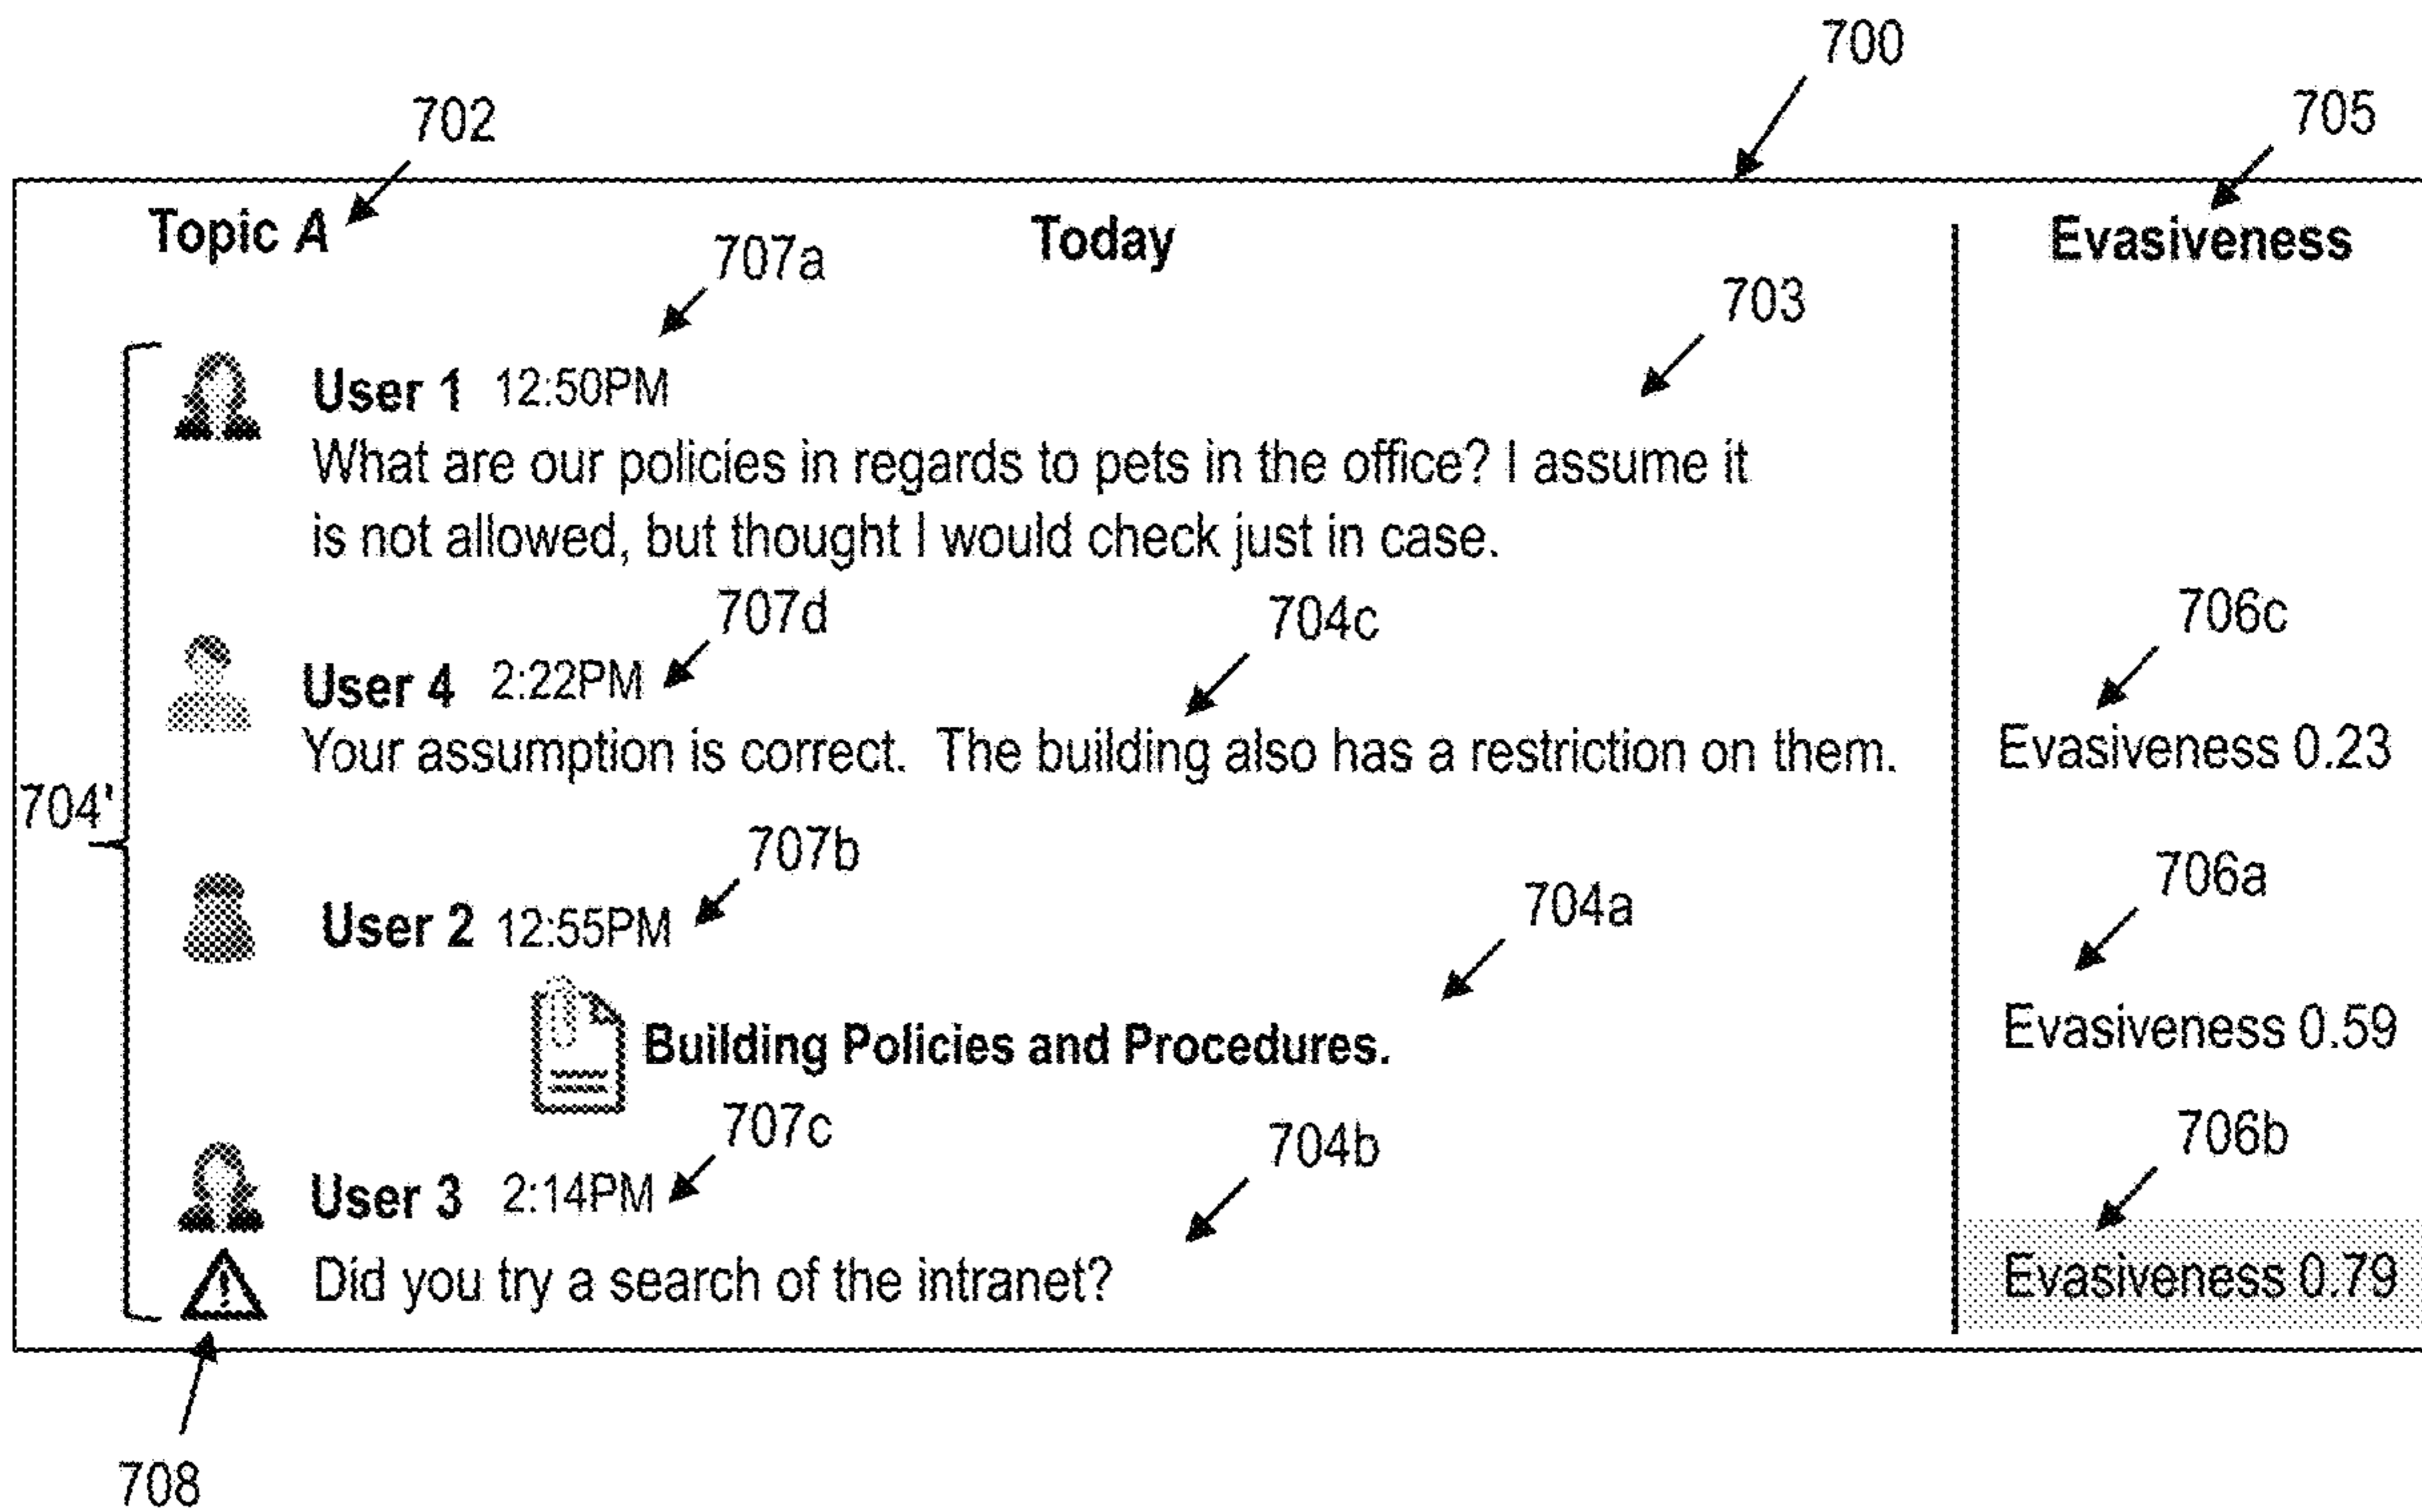 700
702
705
Topic A
Today
Evasiveness
707a
703
User 1 12:50PM
What are our policies in regards to pets in the office? I assume it
is not allowed, but thought I would check just in case.
707d
704c
706c
User 4 2:22PM
Your assumption is correct. The building also has a restriction on them.
Evasiveness 0.23
704'
707b
706a
704a
User 2 12:55PM
Evasiveness 0.59
Building Policies and Procedures.
707c
704b
706b
User 3 2:14PM
Did you try a search of the intranet?
Evasiveness 0.79
708